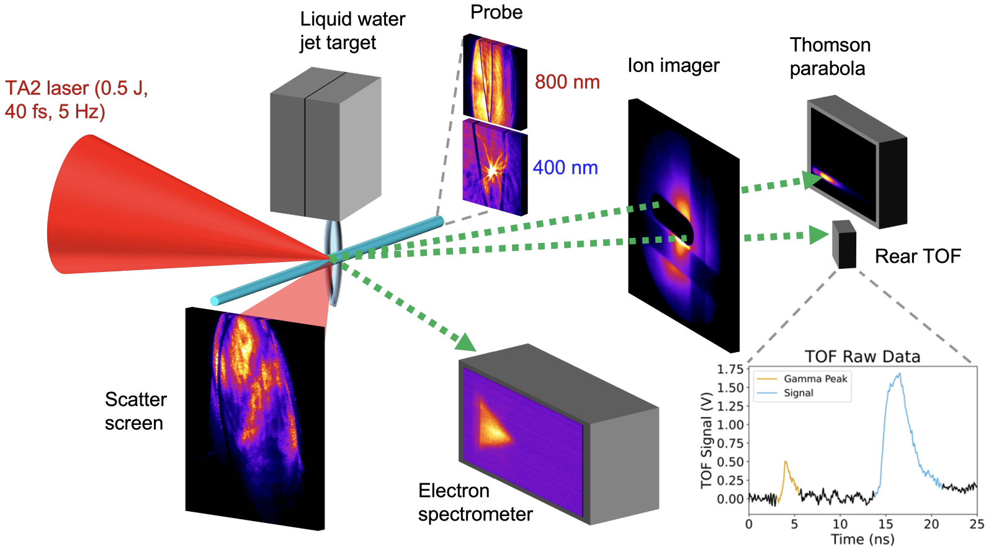 Liquid water
jet target
Probe
TA2 laser (0.5 J,
40 fs, 5 Hz)
800 nm
400 nm
Ion imager
Thomson
parabola
Rear TOF
Scatter
screen
Electron
spectrometer
TOF Raw Data
Gamma Peak
Signal
TOF Signal (V)
1.75
1.50
1.25
1.00
0.75
0.50
0.25
0.00
0 5 10 15 20 25
Time (ns)